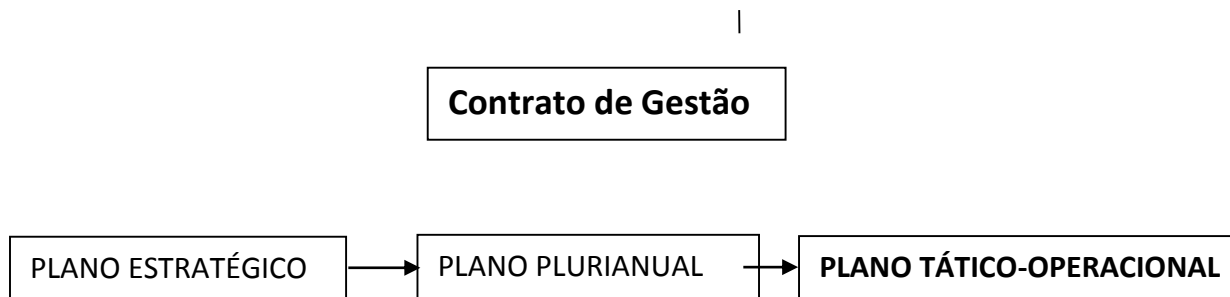 Contrato de Gestão
PLANO ESTRATÉGICO PLANO PLURIANUAL PLANO TÁTICO-OPERACIONAL